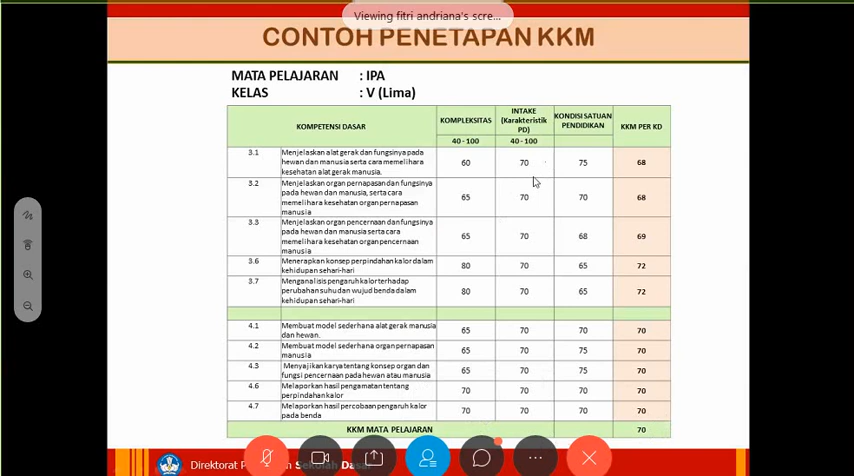 Viewing fitri andriana's scre...
CONTOH PENETAPAN KKM
MATA PELAJARAN : IPA
KELAS : V (Lima)
KOMPETENSI DASAR KOMPLEKSITAS INTAKE (Karakteristik PD) KONDISI SATUAN PENDIDIKAN KKM PER KD
40 - 100 40 - 100
3.1 Menjelaskan alat gerak dan fungsinya pada
hewan dan manusia serta cara memelihara
kesehatan alat gerak manusia.
60 70 75 68
3.2 Menjelaskan organ pernapasan dan fungsinya
pada hewan dan manusia, serta cara
memelihara kesehatan organ pernapasan
manusia
65 70 70 68
3.3 Menjelaskan organ pencernaan dan fungsinya
pada hewan dan manusia serta cara
memelihara kesehatan organ pencernaan
manusia
65 70 68 69
3.6 Menerapkan konsep perpindahan kalor dalam
kehidupan sehari-hari
80 70 65 72
3.7 Menganalisis pengaruh kalor terhadap
perubahan suhu dan wujud benda dalam
kehidupan sehari-hari
80 70 65 72
4.1 Membuat model sederhana alat gerak manusia
dan hewan.
65 70 70 70
4.2 Membuat model sederhana organ pernapasan
manusia
65 70 75 70
4.3 Menyajikan karya tentang konsep organ dan
fungsi pencernaan pada hewan atau manusia
65 70 75 70
4.6 Melaporkan hasil pengamatan tentang
perpindahan kalor
70 70 70 70
4.7 Melaporkan hasil percobaan pengaruh kalor
pada benda
70 70 70 70
KKM MATA PELAJARAN 70
Direktorat Sekolah Dasar